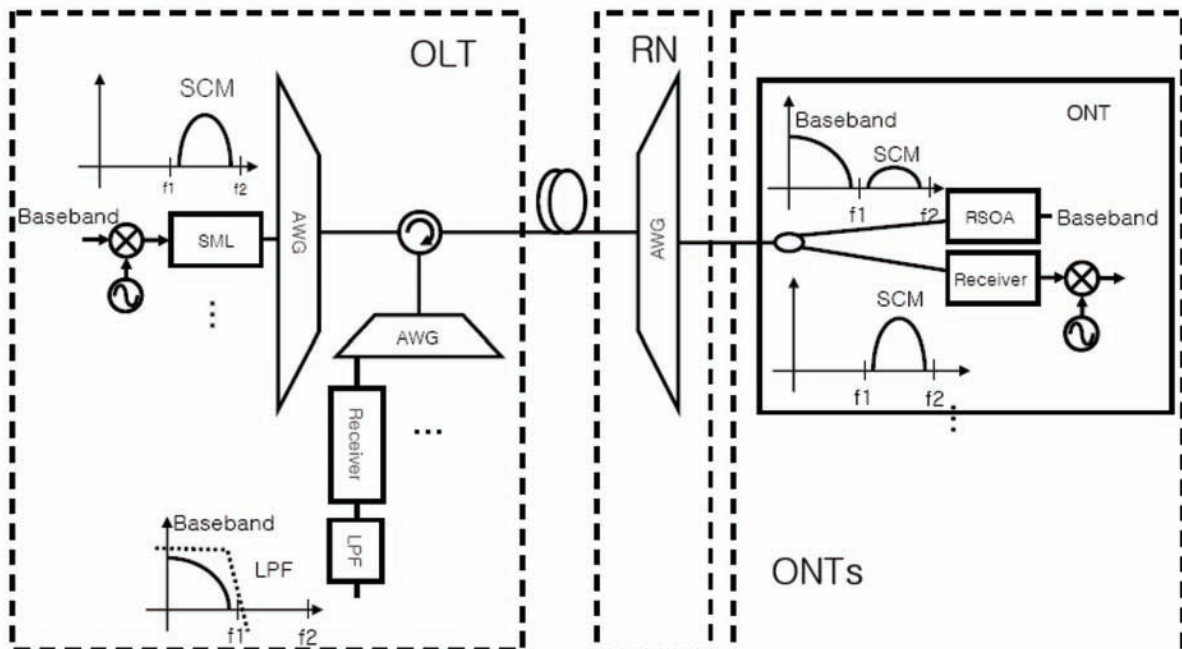 OLT
SCM
f1
f2
Baseband
SML
AWG
...
AWG
Receiver
...
LPF
Baseband
LPF
f1
f2
RN
AWG
ONT
Baseband
SCM
f1
f2
RSOA
Baseband
Receiver
SCM
f1
f2
...
ONTs